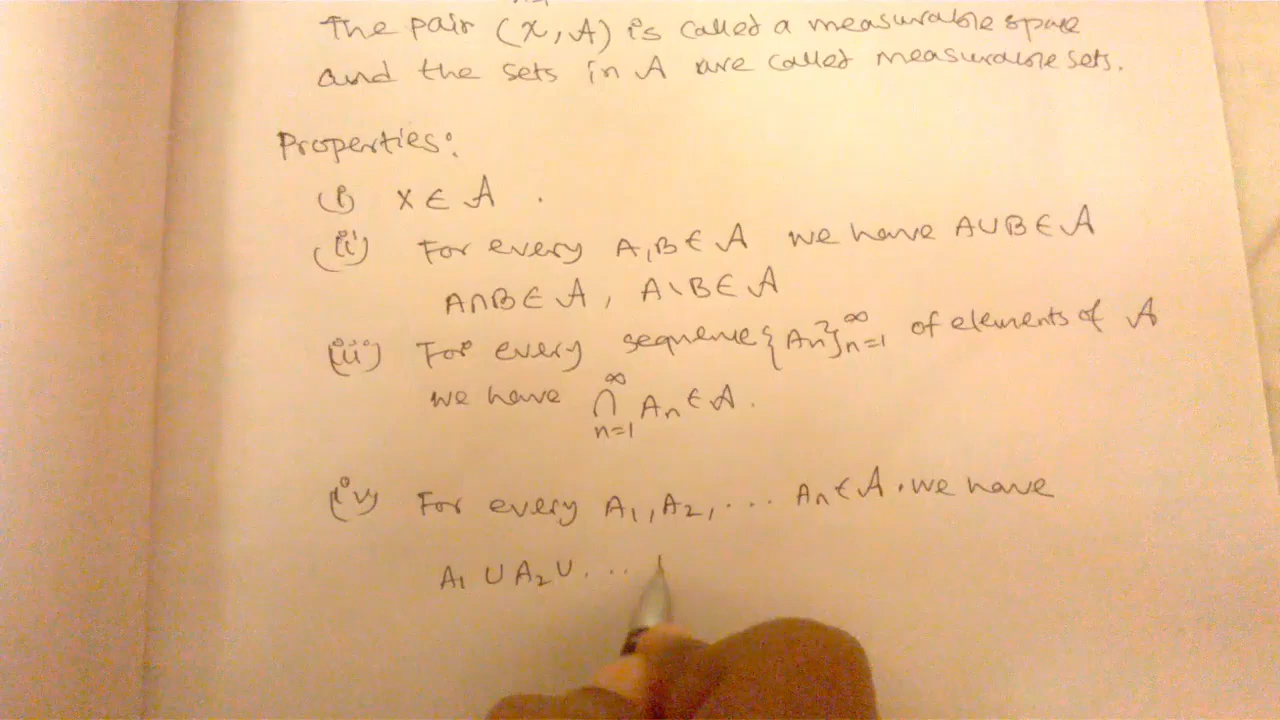 The pair (X, A) is called a measurable space
and the sets in A are called measurable sets.
Properties:
(i) X ∈ A .
(ii) For every A, B ∈ A we have A ∪ B ∈ A
A ∩ B ∈ A, A \ B ∈ A
(iii) For every sequence {An}∞n=1 of elements of A
we have ∞⋂n=1 An ∈ A.
(iv) For every A1, A2, ... An ∈ A. we have
A1 ∪ A2 ∪ ...